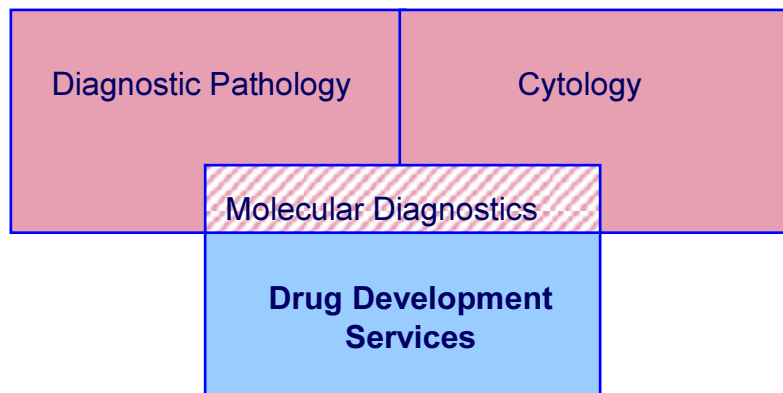 Diagnostic Pathology
Cytology
Molecular Diagnostics
Drug Development
Services